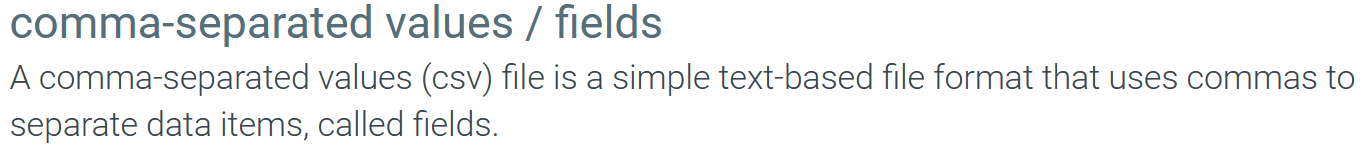 comma-separated values / fields
A comma-separated values (csv) file is a simple text-based file format that uses commas to
separate data items, called fields.